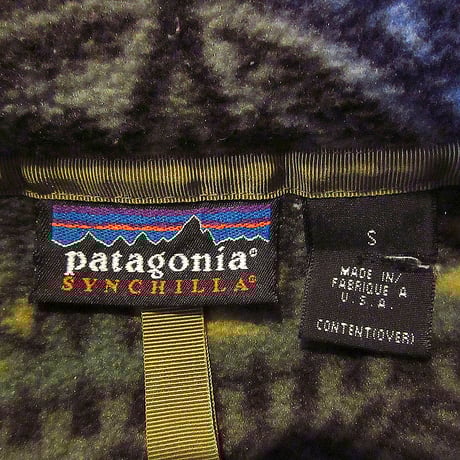 patagonia®
SYNCHILLA®
S
MADE IN/
FABRIQUE A
U.S.A.
CONTENT(OVER)